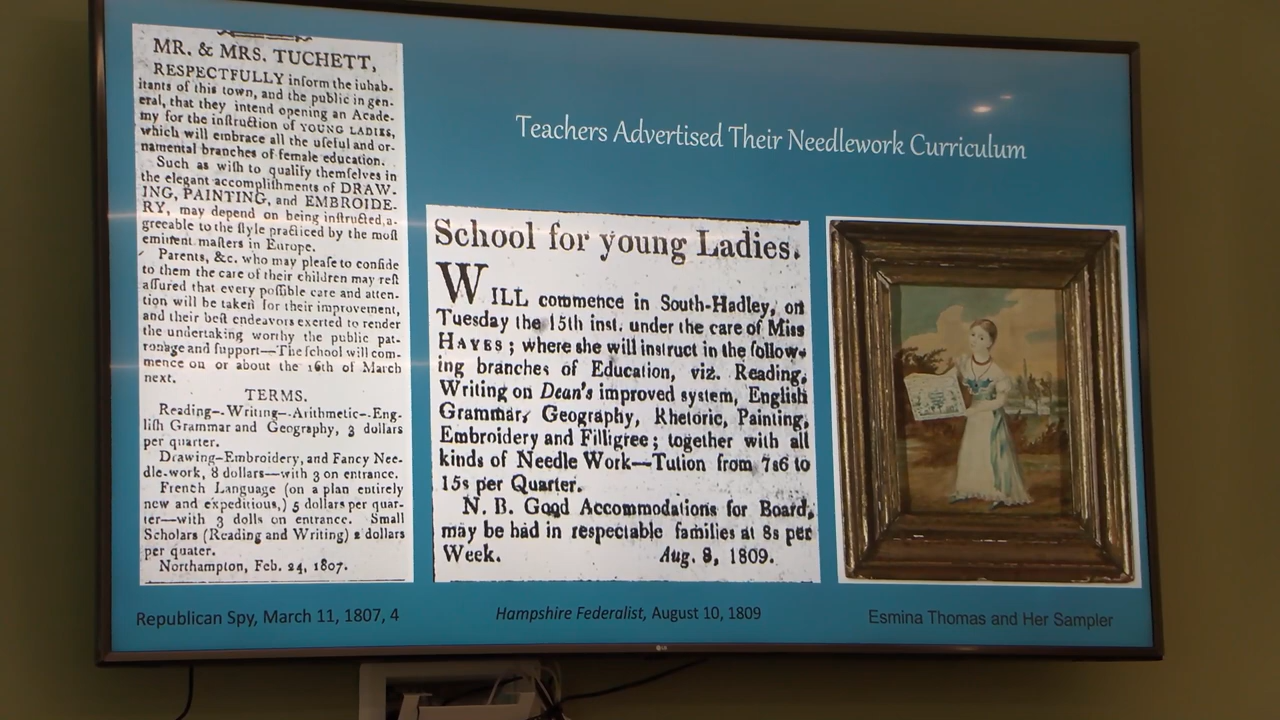 Teachers Advertised Their Needlework Curriculum
MR. & MRS. TUCHETT,
RESPECTFULLY inform the inhab-
itants of this town, and the public in gen-
eral, that they intend opening an Acade-
my for the instruction of YOUNG LADIES,
which will embrace all the useful and or-
namental branches of female education.
Such as wish to qualify themselves in
the elegant accomplishments of DRAW-
ING, PAINTING, and EMBROIDE-
RY, may depend on being instructed, a-
greeable to the style practiced by the most
eminent masters in Europe.
Parents, &c. who may please to confide
to them the care of their children may rest
assured that every possible care and atten-
tion will be taken for their improvement,
and their best endeavors exerted to render
the undertaking worthy the public pat-
ronage and support—The school will com-
mence on or about the 16th of March
next.
TERMS.
Reading—Writing—Arithmetic—Eng-
lish Grammar and Geography, 3 dollars
per quarter.
Drawing—Embroidery, and Fancy Nee-
dle-work, 8 dollars—with 3 on entrance.
French Language (on a plan entirely
new and expeditious,) 5 dollars per quar-
ter—with 3 dolls on entrance. Small
Scholars (Reading and Writing) 2 dollars
per quater.
Northampton, Feb. 24, 1807.
Republican Spy, March 11, 1807, 4
School for young Ladies.
WILL commence in South-Hadley, on
Tuesday the 15th inst. under the care of Miss
HAYES; where she will instruct in the follow-
ing branches of Education, viz. Reading,
Writing on Dean's improved system, English
Grammar, Geography, Rhetoric, Painting,
Embroidery and Filligree; together with all
kinds of Needle Work—Tution from 7s6 to
15s per Quarter.
N. B. Good Accommodations for Board,
may be had in respectable families at 8s per
Week. Aug. 8, 1809.
Hampshire Federalist, August 10, 1809
Esmina Thomas and Her Sampler
LG